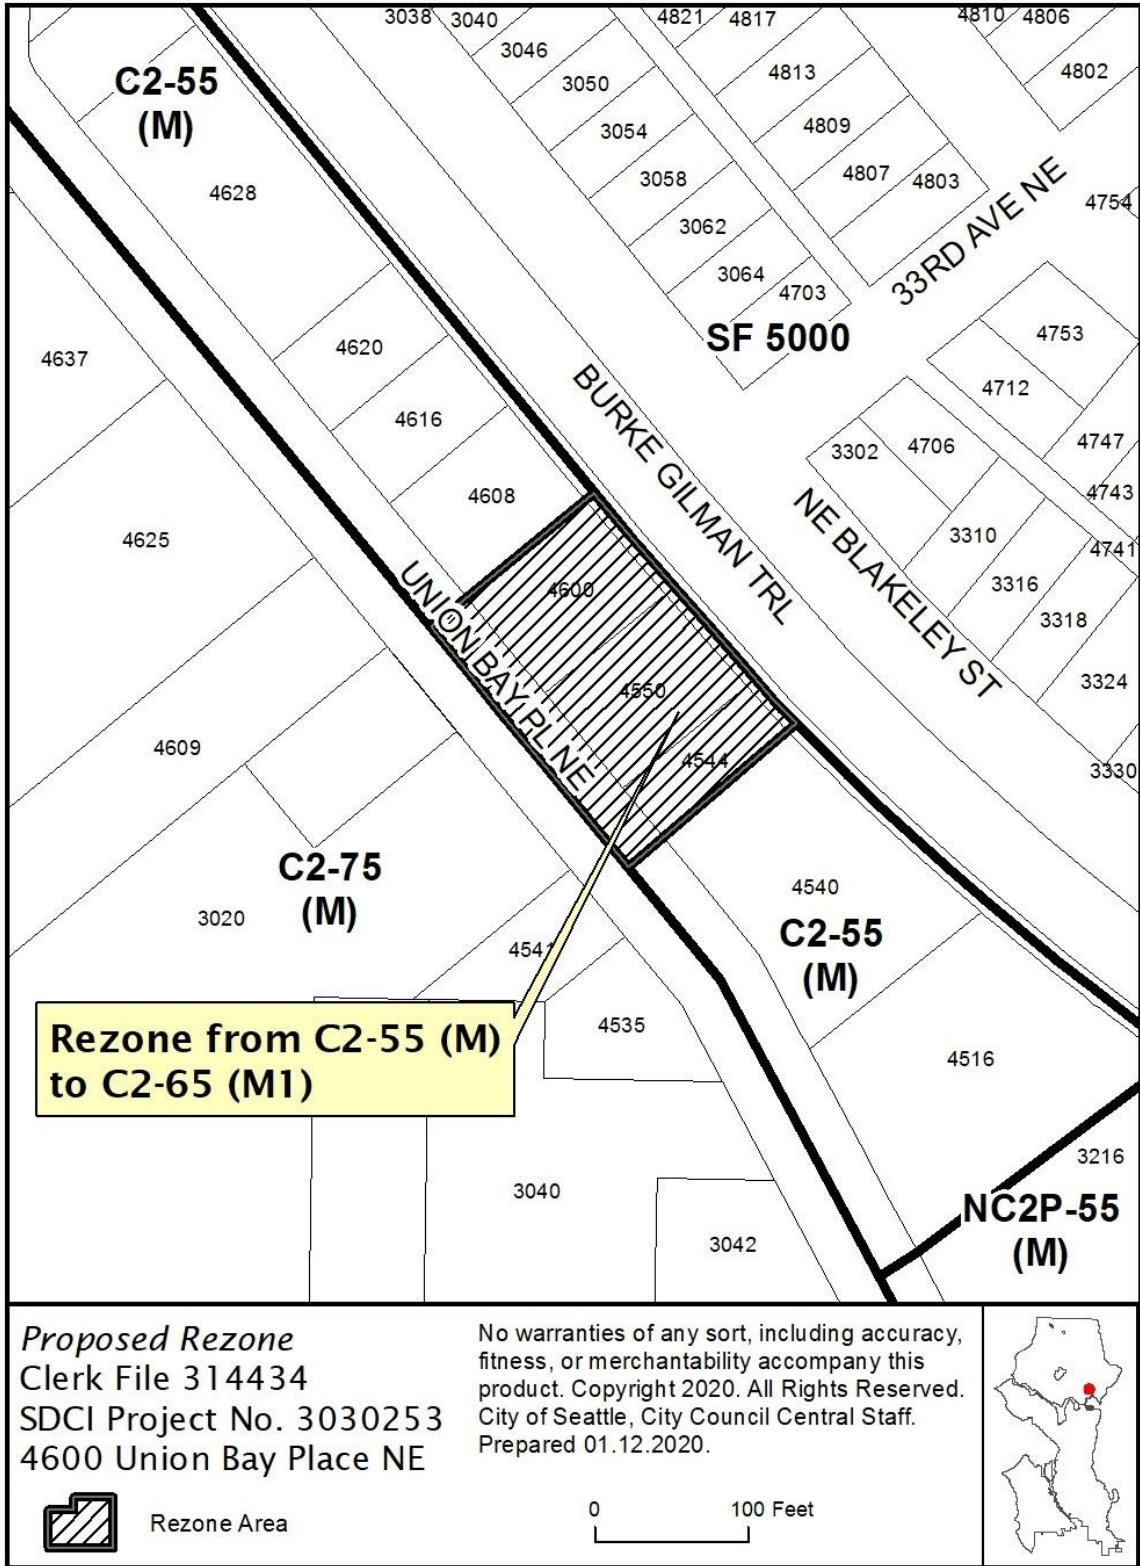 3038
3040
3046
3050
3054
3058
3062
3064
4703
4821
4817
4813
4809
4807
4803
4810
4806
4802
4754
33RD AVE NE
C2-55
(M)
4628
4637
4620
4616
4608
4625
SF 5000
4753
4712
4747
4743
4741
3302
4706
3310
3316
3318
3324
3330
BURKE GILMAN TRL
NE BLAKELEY ST
UNION BAY PL NE
4600
4550
4544
4609
C2-75
(M)
3020
4541
4535
4540
C2-55
(M)
4516
Rezone from C2-55 (M)
to C2-65 (M1)
3040
3042
3216
NC2P-55
(M)
Proposed Rezone
Clerk File 314434
SDCI Project No. 3030253
4600 Union Bay Place NE
Rezone Area
No warranties of any sort, including accuracy,
fitness, or merchantability accompany this
product. Copyright 2020. All Rights Reserved.
City of Seattle, City Council Central Staff.
Prepared 01.12.2020.
0 100 Feet